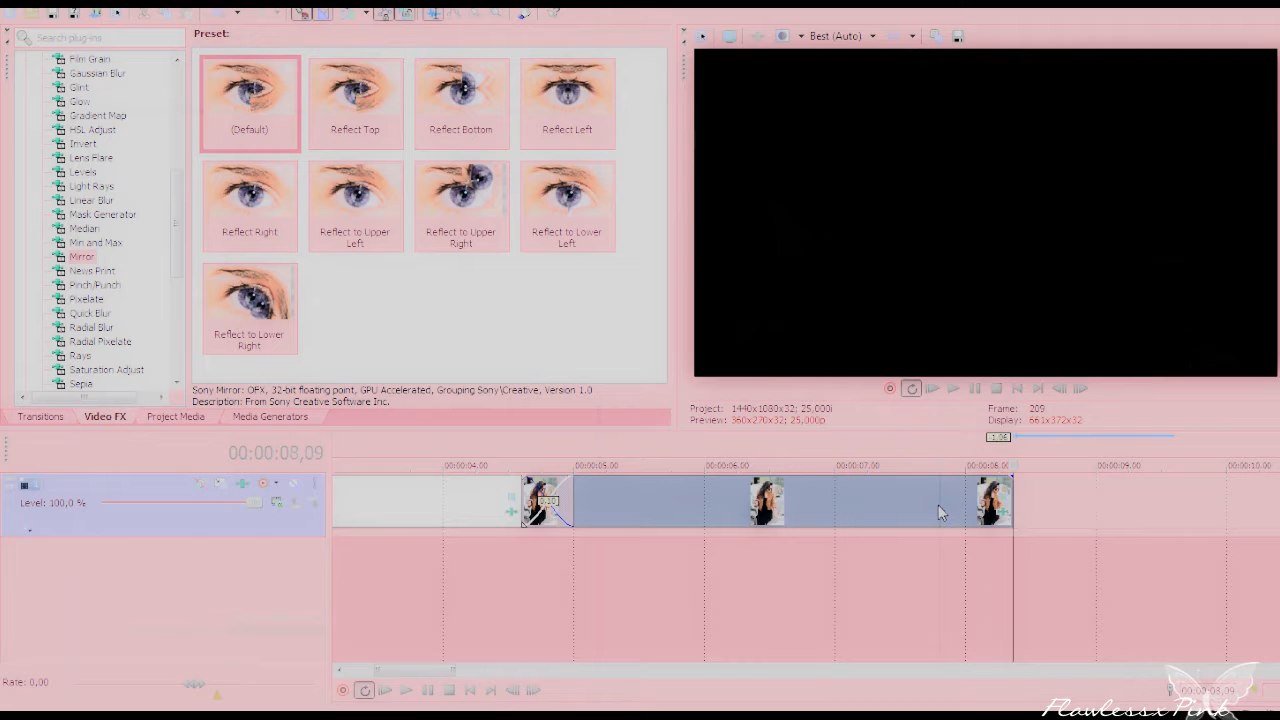 Search plug-ins
Preset:
Best (Auto)
Film Grain
Gaussian Blur
Glint
Glow
Gradient Map
HSL Adjust
Invert
Lens Flare
Levels
Light Rays
Linear Blur
Mask Generator
Median
Min and Max
Mirror
News Print
Pinch/Punch
Pixelate
Quick Blur
Radial Blur
Radial Pixelate
Rays
Saturation Adjust
Sepia
(Default)
Reflect Top
Reflect Bottom
Reflect Left
Reflect Right
Reflect to Upper Left
Reflect to Upper Right
Reflect to Lower Left
Reflect to Lower Right
Sony Mirror: OFX, 32-bit floating point, GPU Accelerated, Grouping Sony\Creative, Version 1.0
Description: From Sony Creative Software Inc.
Transitions Video FX Project Media Media Generators
Project: 1440x1080x32; 25,000i
Preview: 360x270x32; 25,000p
Frame: 209
Display: 661x372x32
-1.06
00:00:08,09
00:00:04,00 00:00:05,00 00:00:06,00 00:00:07,00 00:00:08,00 00:00:09,00 00:00:10,00
Level: 100,0 %
Rate: 0,00
FlawlessxPink